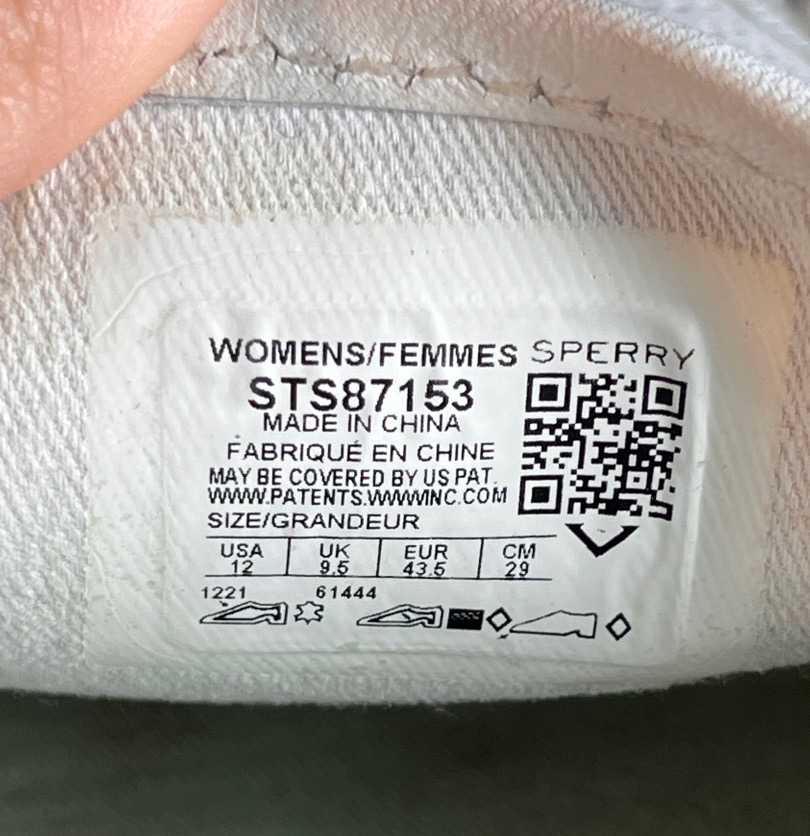 WOMENS/FEMMES SPERRY
STS87153
MADE IN CHINA
FABRIQUÉ EN CHINE
MAY BE COVERED BY US PAT.
WWW.PATENTS.WWWINC.COM
SIZE/GRANDEUR
USA UK EUR CM
12 9.5 43.5 29
1221 61444